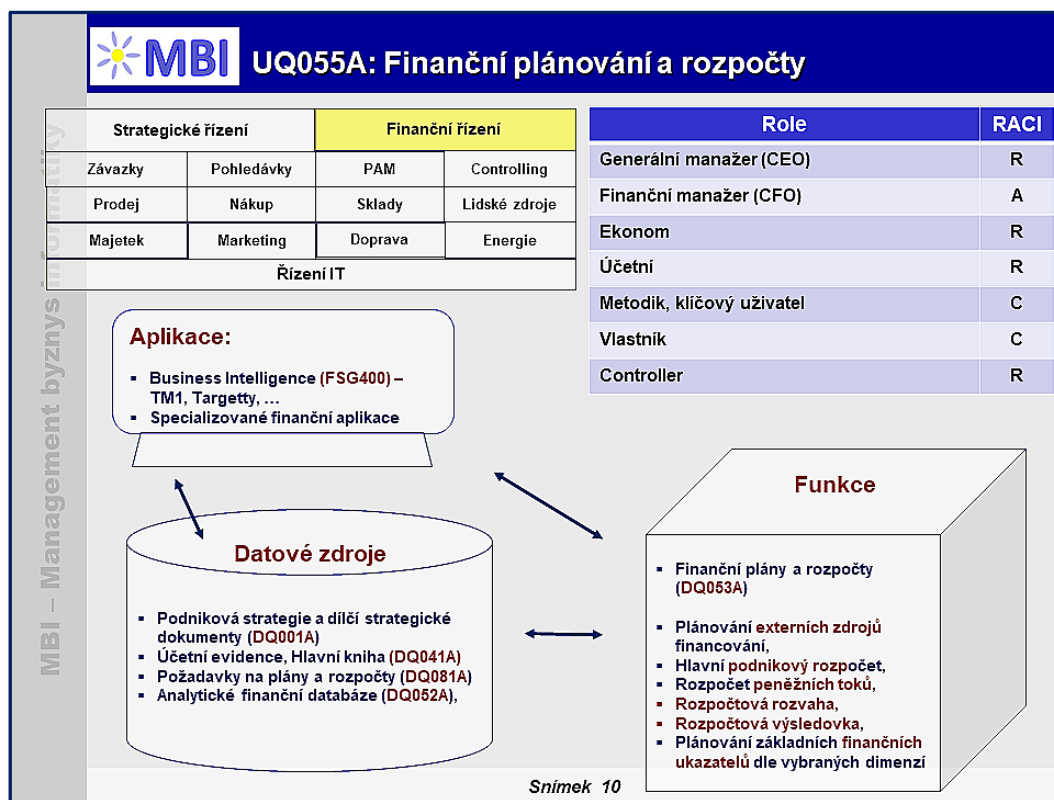 MBI
UQ055A: Finanční plánování a rozpočty
MBI – Management byznys informatiky
Strategické řízení
Finanční řízení
Závazky
Pohledávky
PAM
Controlling
Prodej
Nákup
Sklady
Lidské zdroje
Majetek
Marketing
Doprava
Energie
Řízení IT
Role
RACI
Generální manažer (CEO)
R
Finanční manažer (CFO)
A
Ekonom
R
Účetní
R
Metodik, klíčový uživatel
C
Vlastník
C
Controller
R
Aplikace:
▪ Business Intelligence (FSG400) –
TM1, Targetty, …
▪ Specializované finanční aplikace
Datové zdroje
▪ Podniková strategie a dílčí strategické
dokumenty (DQ001A)
▪ Účetní evidence, Hlavní kniha (DQ041A)
▪ Požadavky na plány a rozpočty (DQ081A)
▪ Analytické finanční databáze (DQ052A),
Funkce
▪ Finanční plány a rozpočty
(DQ053A)
▪ Plánování externích zdrojů
financování,
▪ Hlavní podnikový rozpočet,
▪ Rozpočet peněžních toků,
▪ Rozpočtová rozvaha,
▪ Rozpočtová výsledovka,
▪ Plánování základních finančních
ukazatelů dle vybraných dimenzí
Snímek 10